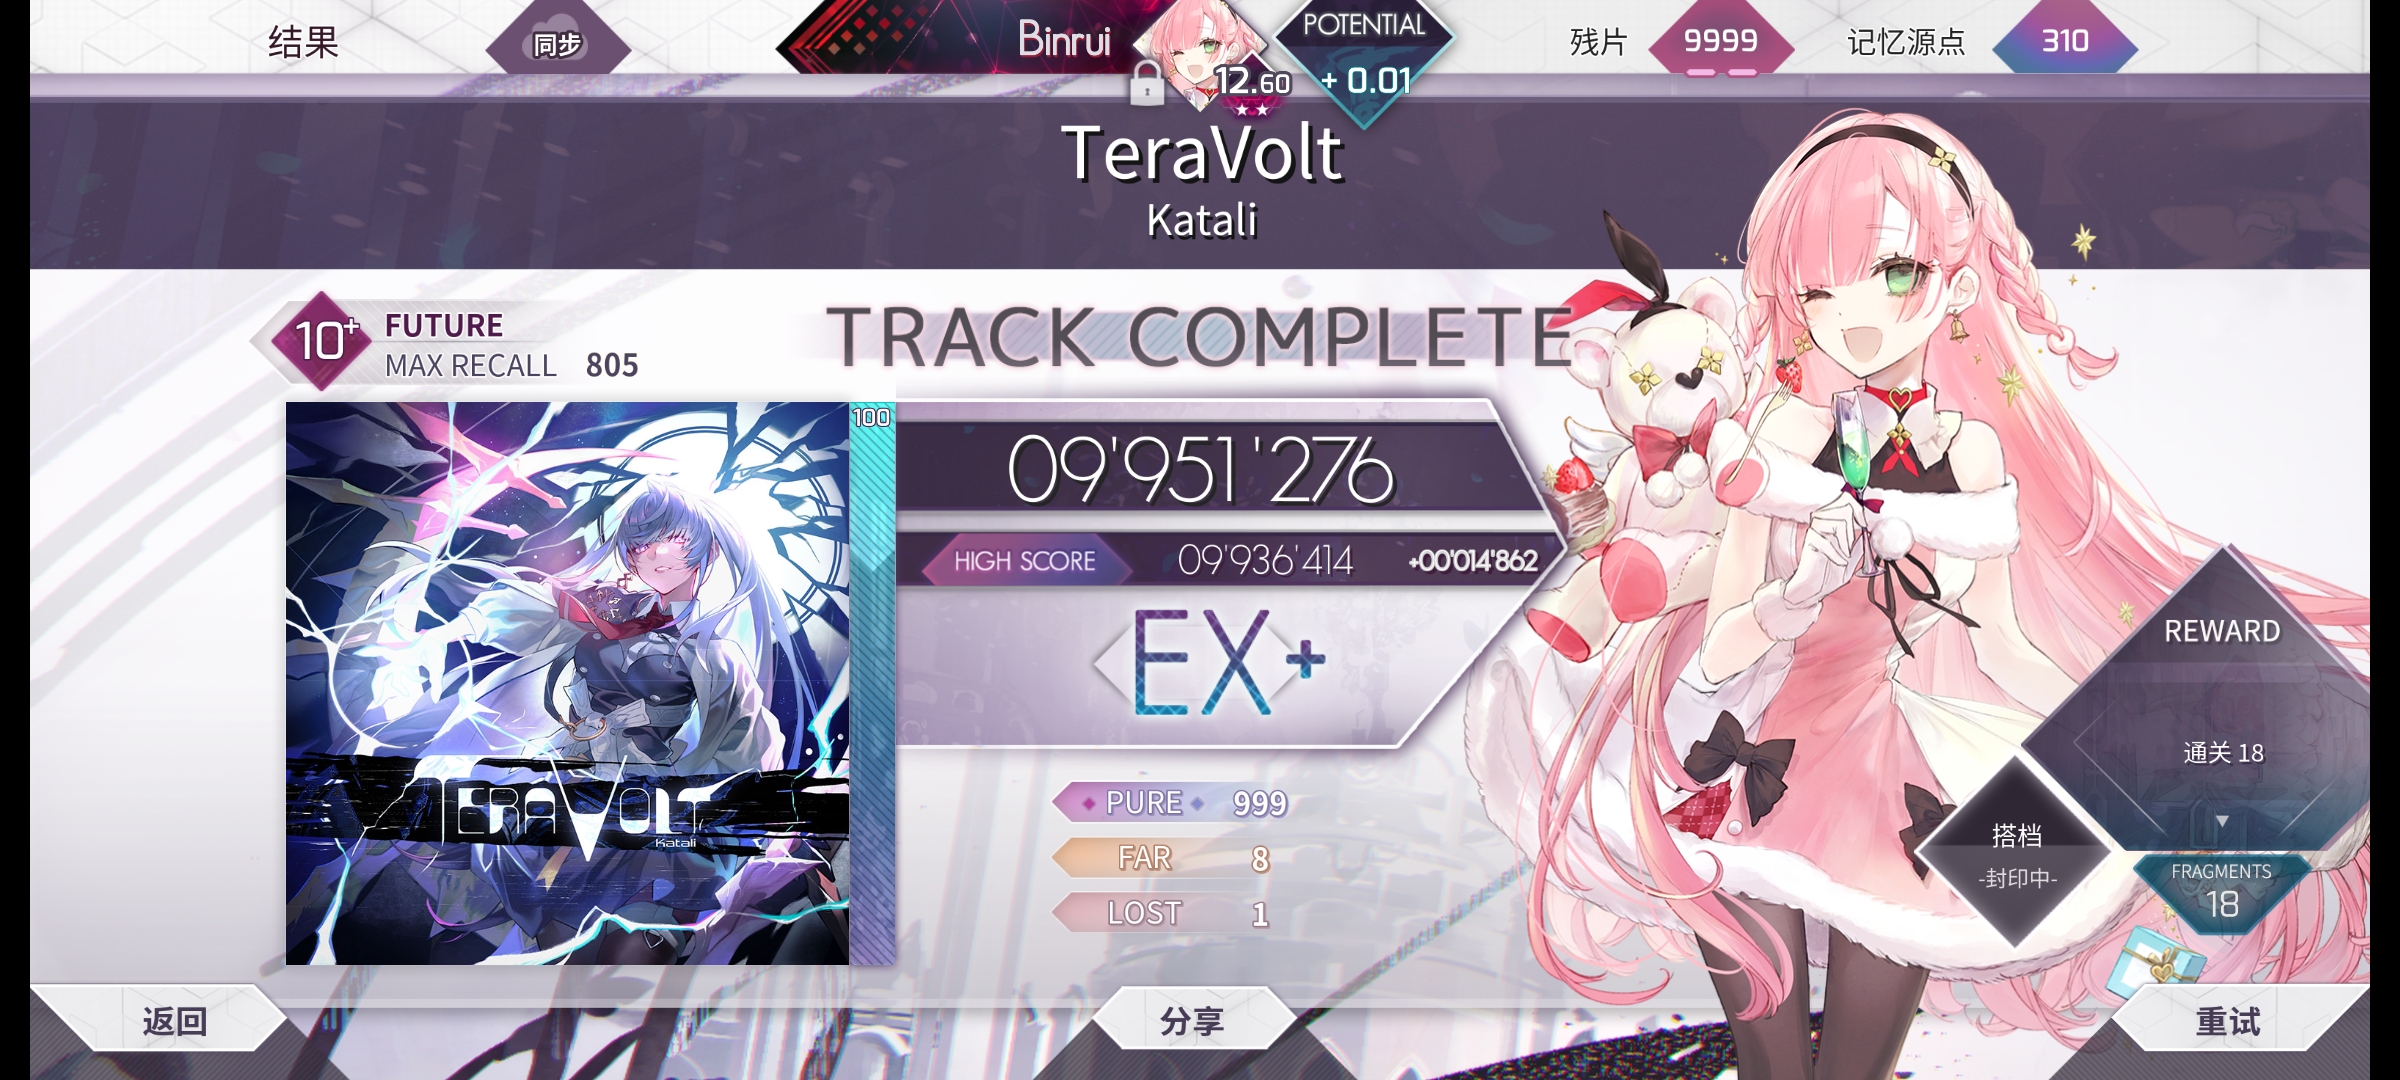 结果
同步
Binrui
12.60
POTENTIAL
+ 0.01
残片
9999
记忆源点
310
TeraVolt
Katali
10+
FUTURE
MAX RECALL 805
TRACK COMPLETE
100
09'951'276
HIGH SCORE 09'936'414 +00'014'862
EX+
TERAVOLT
Katali
PURE 999
FAR 8
LOST 1
REWARD
通关 18
搭档
-封印中-
FRAGMENTS
18
返回
分享
重试